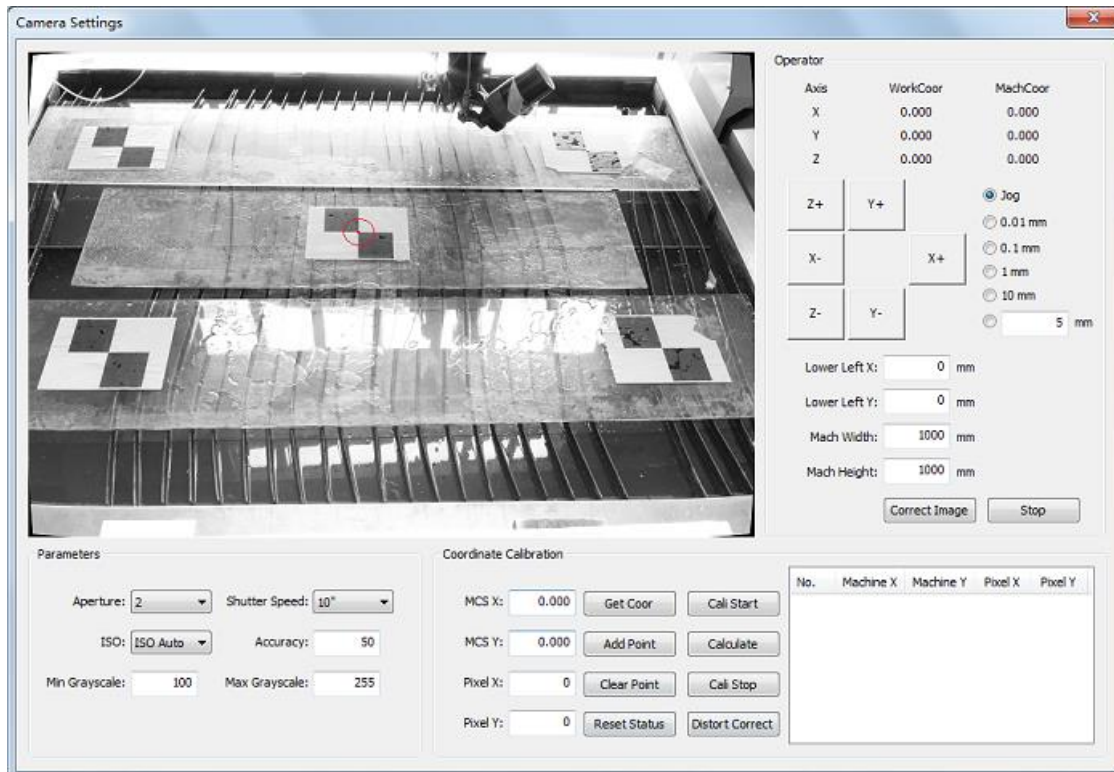 Camera Settings
Operator
Axis WorkCoor MachCoor
X 0.000 0.000
Y 0.000 0.000
Z 0.000 0.000
Z+ Y+
X- X+
Z- Y-
Jog
0.01 mm
0.1 mm
1 mm
10 mm
5 mm
Lower Left X: 0 mm
Lower Left Y: 0 mm
Mach Width: 1000 mm
Mach Height: 1000 mm
Correct Image Stop
Parameters
Aperture: 2 Shutter Speed: 10"
ISO: ISO Auto Accuracy: 50
Min Grayscale: 100 Max Grayscale: 255
Coordinate Calibration
MCS X: 0.000 Get Coor Cali Start
MCS Y: 0.000 Add Point Calculate
Pixel X: 0 Clear Point Cali Stop
Pixel Y: 0 Reset Status Distort Correct
No. Machine X Machine Y Pixel X Pixel Y